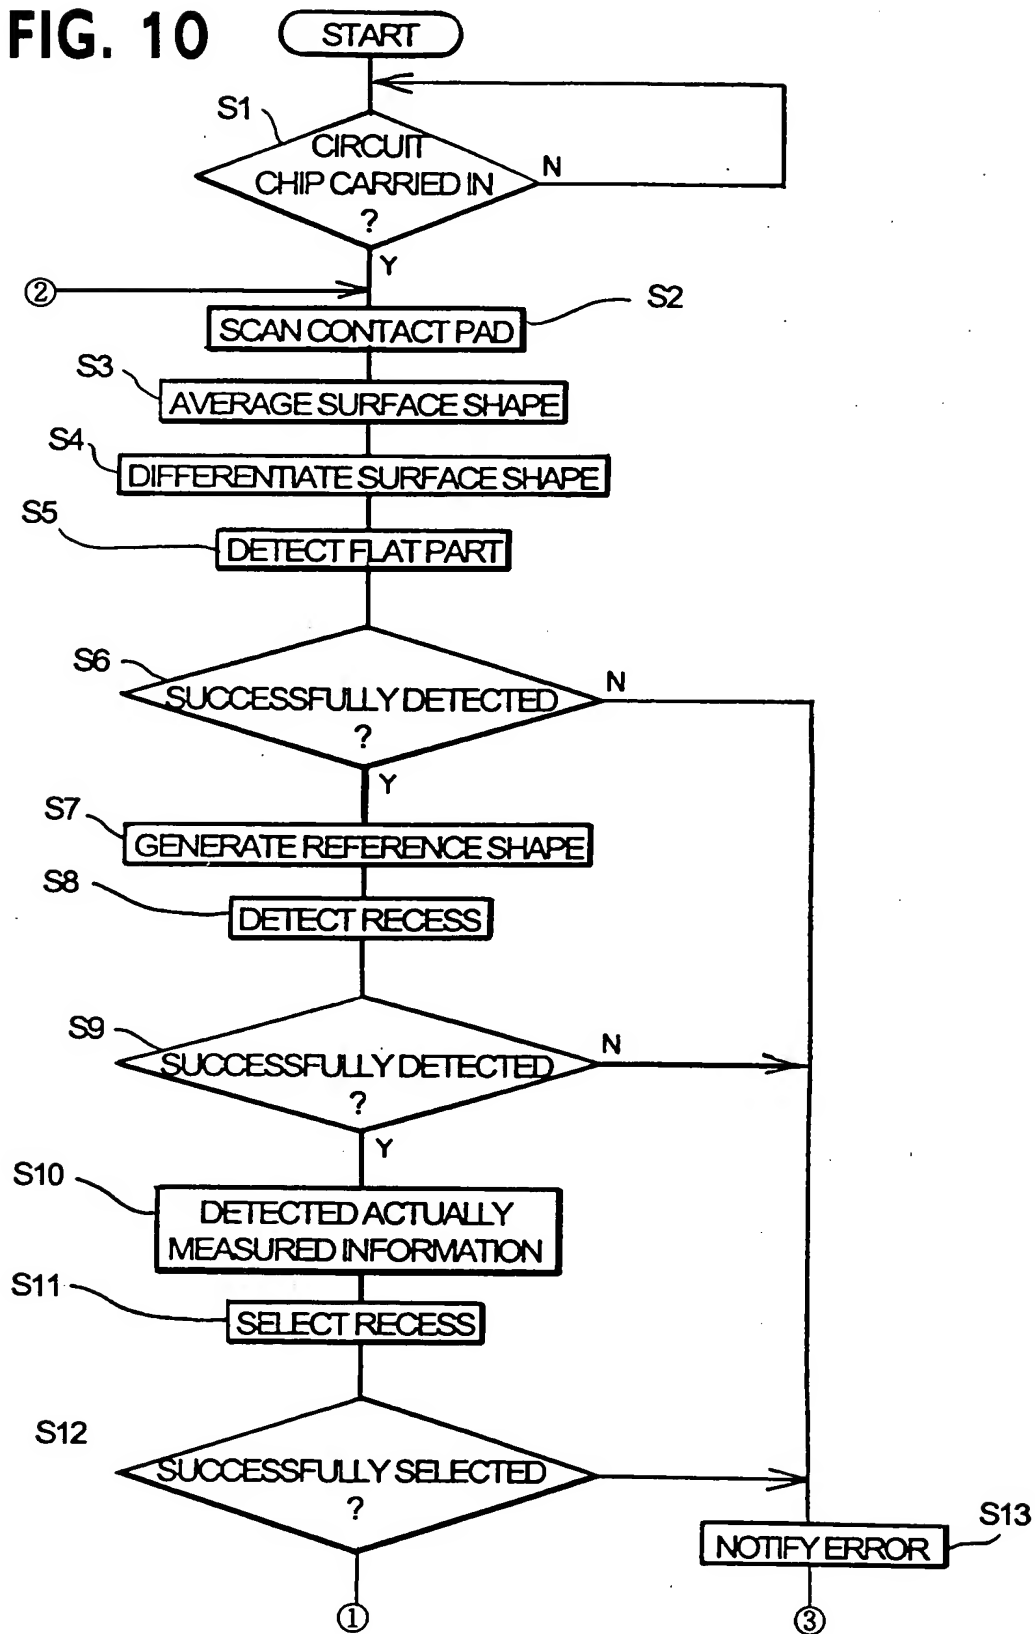 FIG. 10
START
S1
CIRCUIT
CHIP CARRIED IN
?
N
Y
②
S2
SCAN CONTACT PAD
S3
AVERAGE SURFACE SHAPE
S4
DIFFERENTIATE SURFACE SHAPE
S5
DETECT FLAT PART
S6
SUCCESSFULLY DETECTED
?
N
Y
S7
GENERATE REFERENCE SHAPE
S8
DETECT RECESS
S9
SUCCESSFULLY DETECTED
?
N
Y
S10
DETECTED ACTUALLY
MEASURED INFORMATION
S11
SELECT RECESS
S12
SUCCESSFULLY SELECTED
?
S13
NOTIFY ERROR
①
③